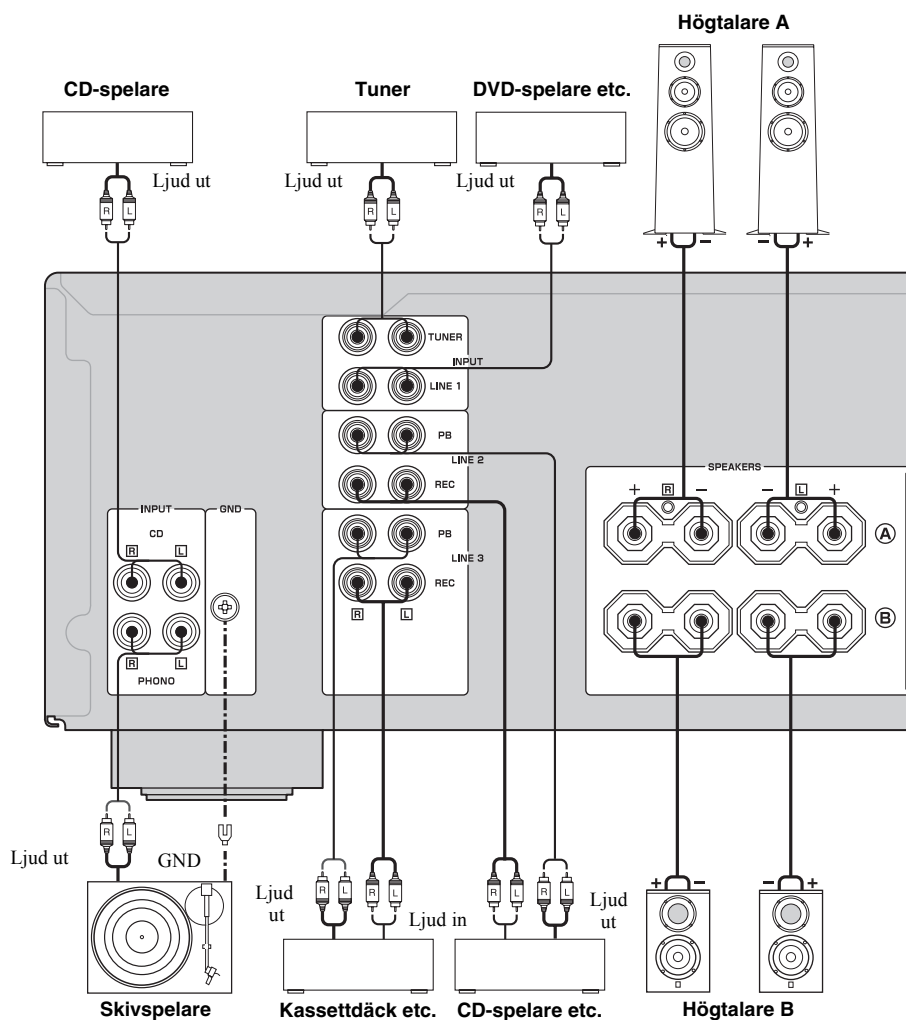 Högtalare A
CD-spelare
Tuner
DVD-spelare etc.
Ljud ut
Ljud ut
Ljud ut
R L
R L
R L
+ − − +
TUNER
INPUT
LINE 1
PB
LINE 2
REC
PB
LINE 3
REC
R L
SPEAKERS
+ R − − L +
A
B
INPUT
GND
CD
R L
R L
PHONO
R L
Ljud ut
GND
R L
R L
R L
R L
Ljud
ut
Ljud in
Ljud
ut
+ − − +
Skivspelare
Kassettdäck etc.
CD-spelare etc.
Högtalare B